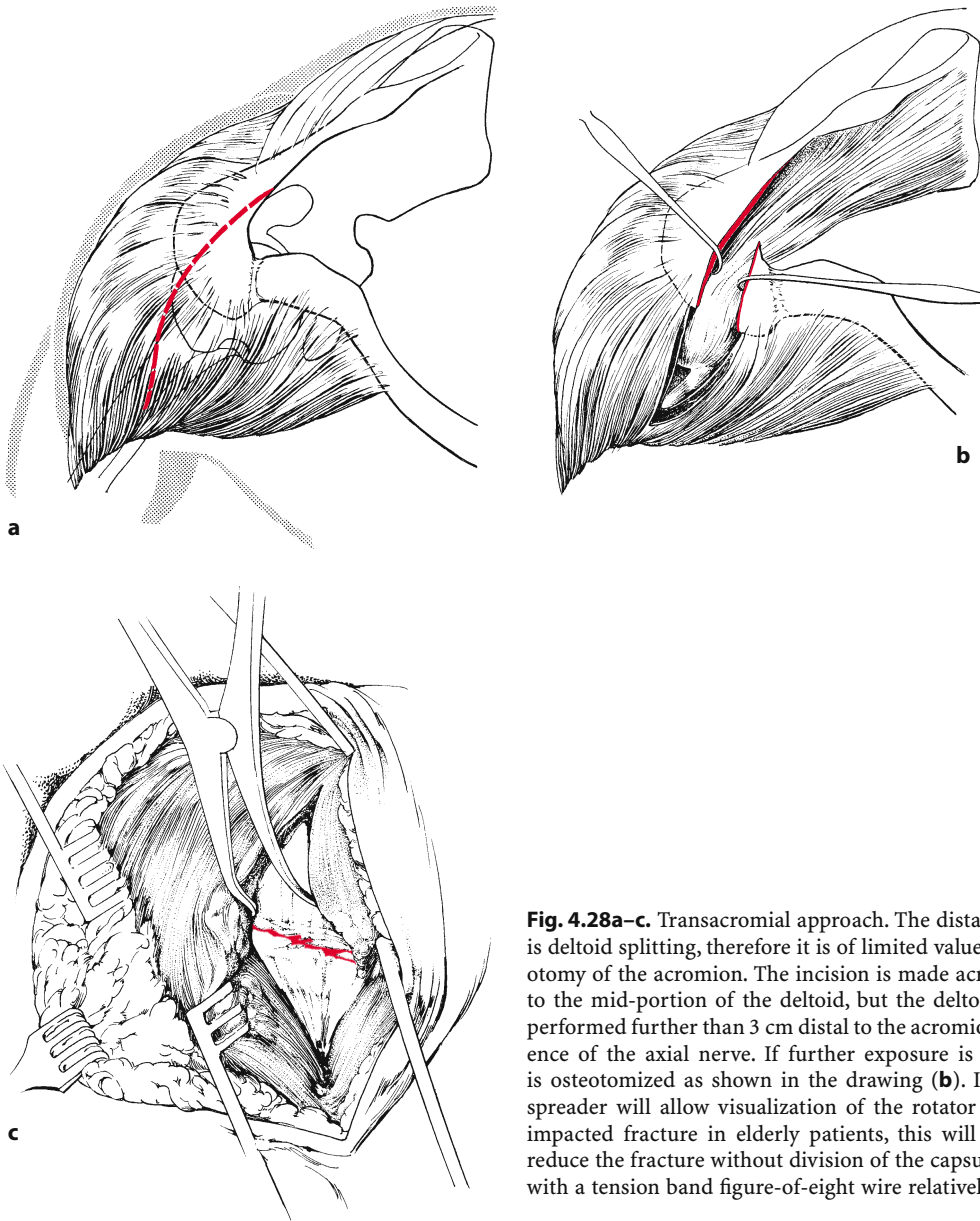 a
b
c
Fig. 4.28a–c. Transacromial approach. The dista
is deltoid splitting, therefore it is of limited value
otomy of the acromion. The incision is made acr
to the mid-portion of the deltoid, but the delto
performed further than 3 cm distal to the acromio
ence of the axial nerve. If further exposure is
is osteotomized as shown in the drawing (b). I
spreader will allow visualization of the rotator
impacted fracture in elderly patients, this will
reduce the fracture without division of the capsu
with a tension band figure-of-eight wire relatively